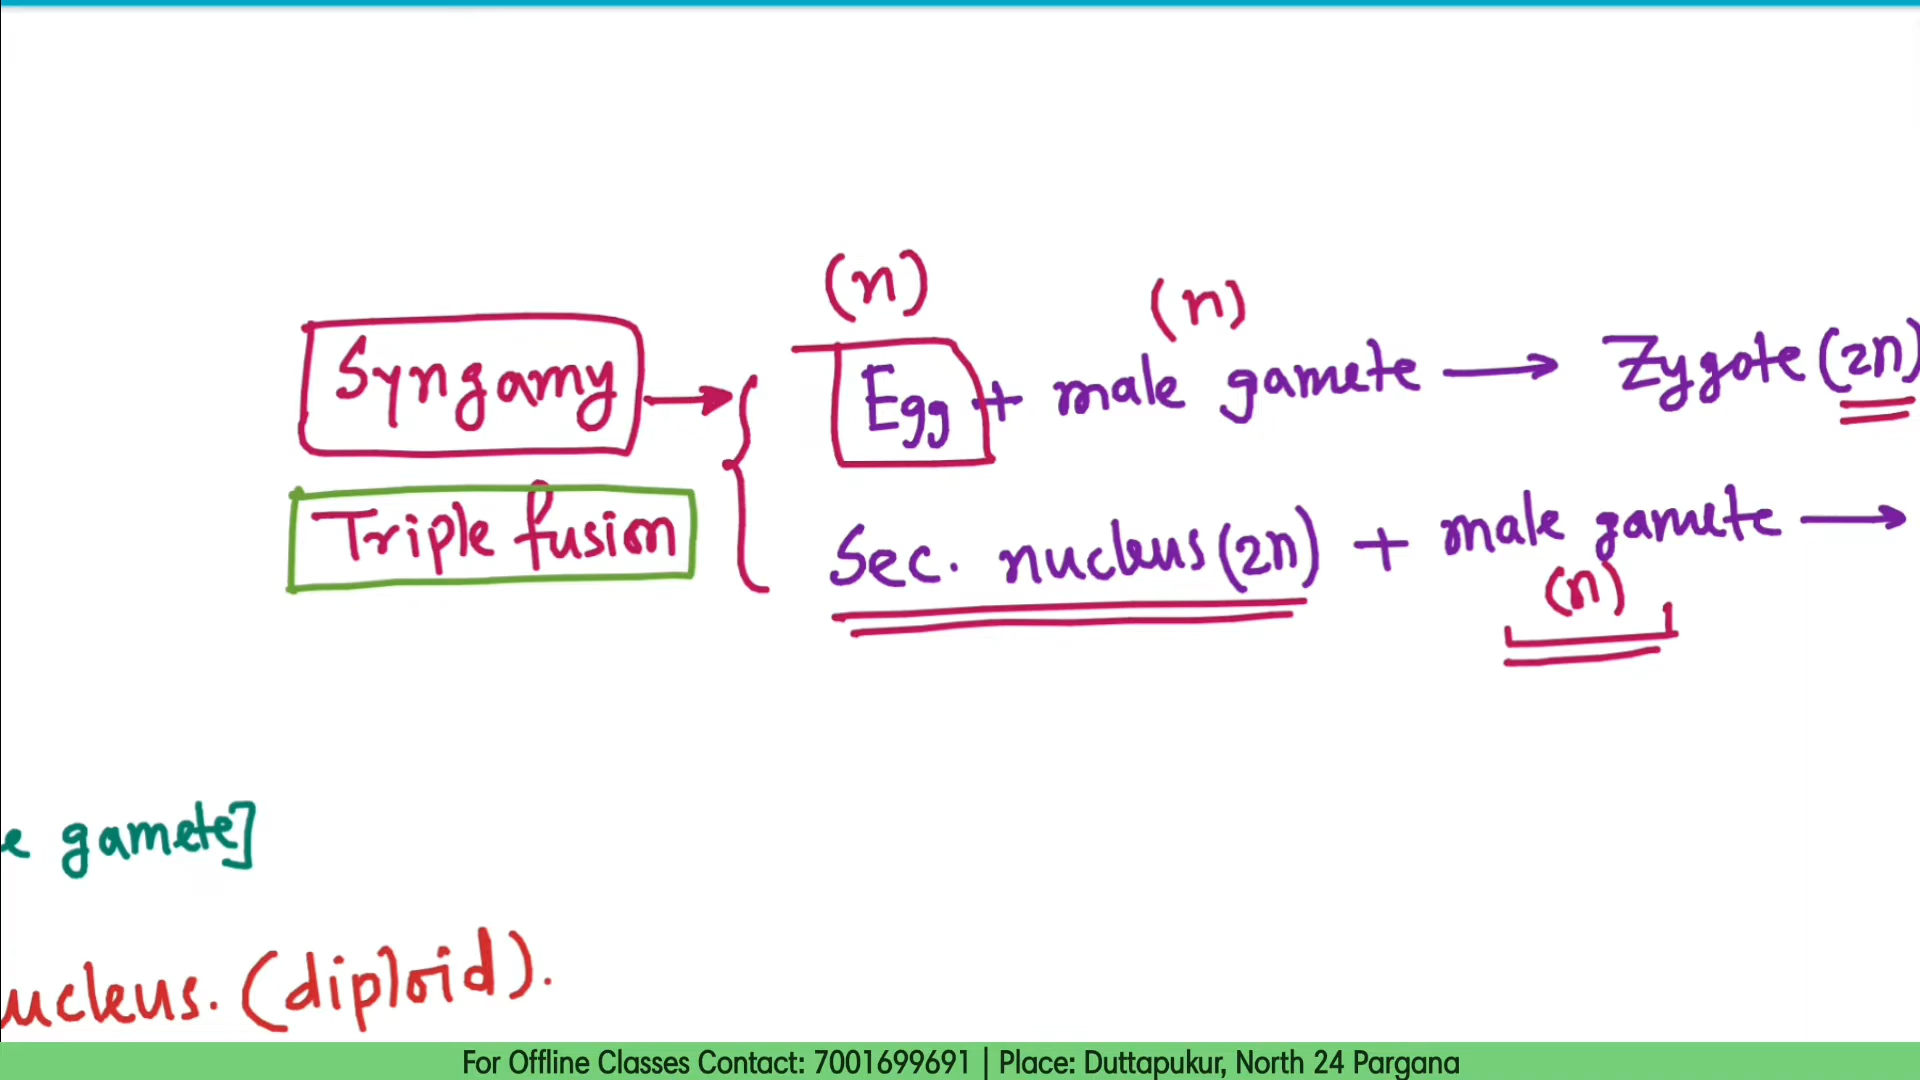 (n) (n)
Syngamy → Egg + male gamete → Zygote (2n)
Triple fusion Sec. nucleus (2n) + male gamete →
(n)
e gamete]
ucleus. (diploid).
For Offline Classes Contact: 7001699691 | Place: Duttapukur, North 24 Pargana